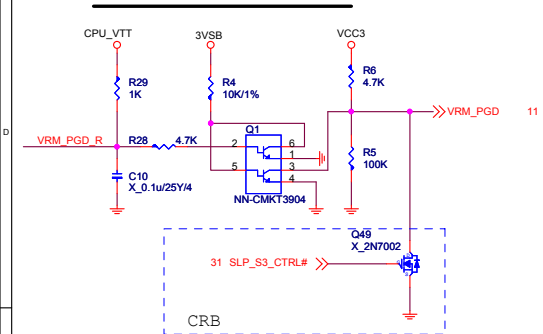 CPU_VTT
3VSB
VCC3
R29
1K
R4
10K/1%
R6
4.7K
VRM_PGD
11
D
Q1
VRM_PGD_R
R28
4.7K
2
6
1
5
3
4
R5
100K
C10
X_0.1u/25Y/4
NN-CMKT3904
Q49
X_2N7002
31
SLP_S3_CTRL#
CRB